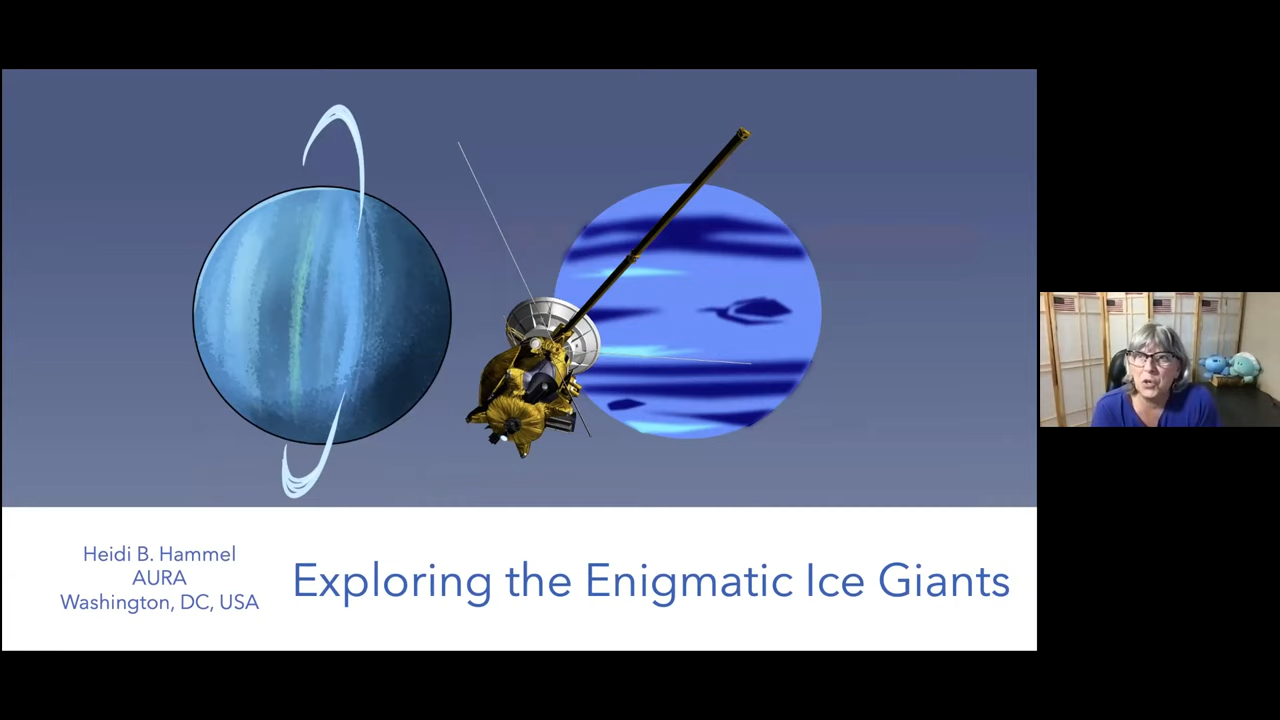 Heidi B. Hammel
AURA
Washington, DC, USA
Exploring the Enigmatic Ice Giants